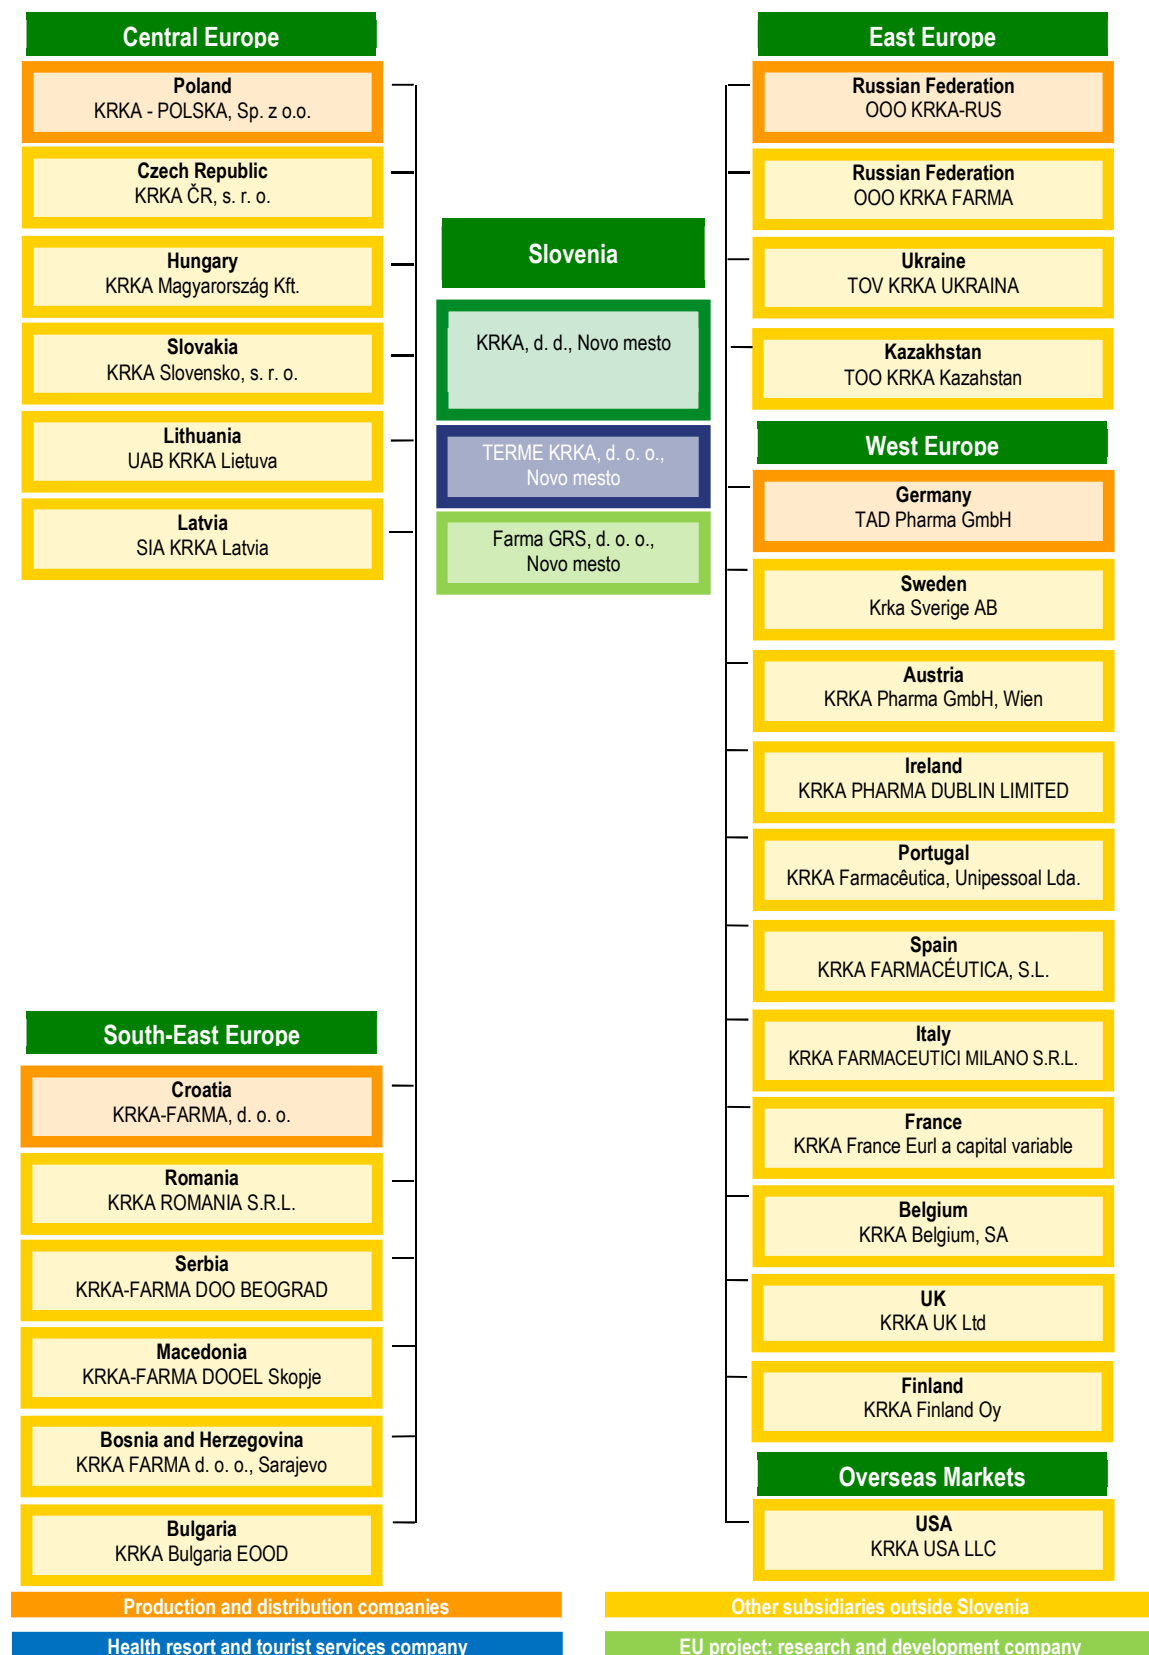 Central Europe
Poland
KRKA - POLSKA, Sp. z o.o.
Czech Republic
KRKA ČR, s. r. o.
Hungary
KRKA Magyarország Kft.
Slovakia
KRKA Slovensko, s. r. o.
Lithuania
UAB KRKA Lietuva
Latvia
SIA KRKA Latvia
South-East Europe
Croatia
KRKA-FARMA, d. o. o.
Romania
KRKA ROMANIA S.R.L.
Serbia
KRKA-FARMA DOO BEOGRAD
Macedonia
KRKA-FARMA DOOEL Skopje
Bosnia and Herzegovina
KRKA FARMA d. o. o., Sarajevo
Bulgaria
KRKA Bulgaria EOOD
Slovenia
KRKA, d. d., Novo mesto
TERME KRKA, d. o. o.,
Novo mesto
Farma GRS, d. o. o.,
Novo mesto
East Europe
Russian Federation
OOO KRKA-RUS
Russian Federation
OOO KRKA FARMA
Ukraine
TOV KRKA UKRAINA
Kazakhstan
TOO KRKA Kazahstan
West Europe
Germany
TAD Pharma GmbH
Sweden
Krka Sverige AB
Austria
KRKA Pharma GmbH, Wien
Ireland
KRKA PHARMA DUBLIN LIMITED
Portugal
KRKA Farmacêutica, Unipessoal Lda.
Spain
KRKA FARMACÉUTICA, S.L.
Italy
KRKA FARMACEUTICI MILANO S.R.L.
France
KRKA France Eurl a capital variable
Belgium
KRKA Belgium, SA
UK
KRKA UK Ltd
Finland
KRKA Finland Oy
Overseas Markets
USA
KRKA USA LLC
Production and distribution companies
Other subsidiaries outside Slovenia
Health resort and tourist services company
EU project: research and development company